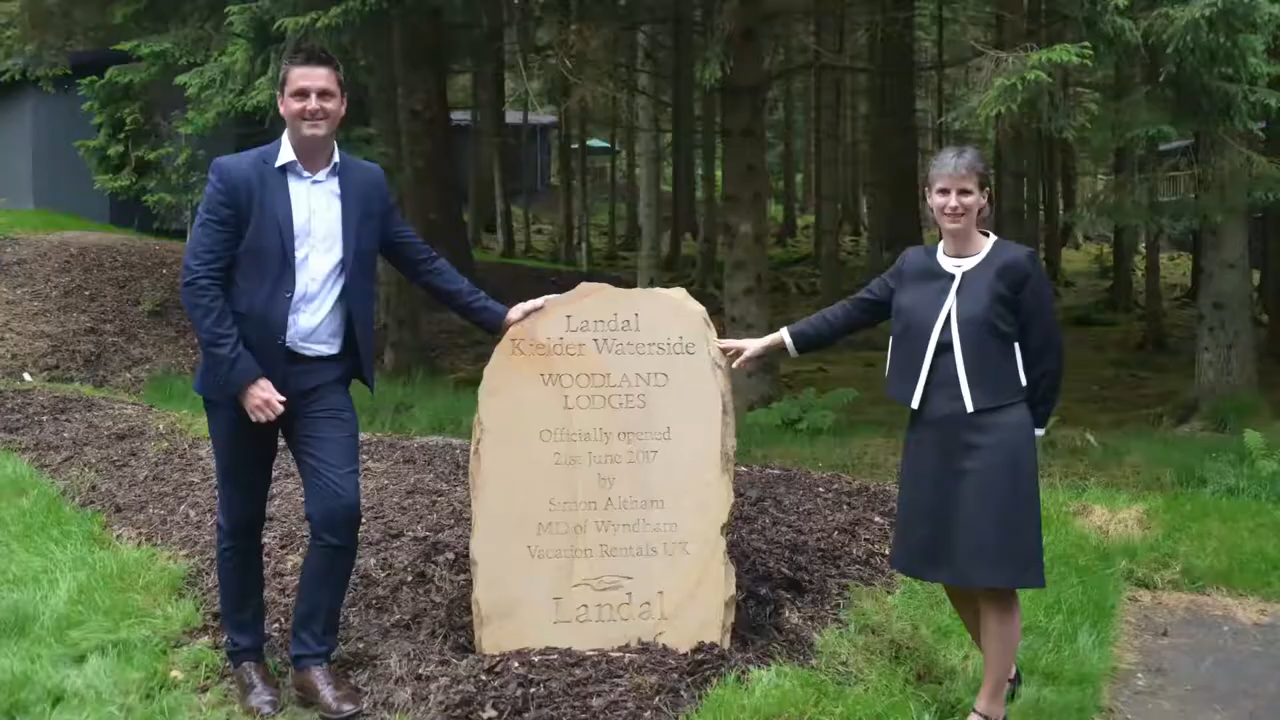 Landal
Kielder Waterside
WOODLAND
LODGES
Officially opened
21st June 2017
by
Simon Altham
MD of Wyndham
Vacation Rentals UK
Landal